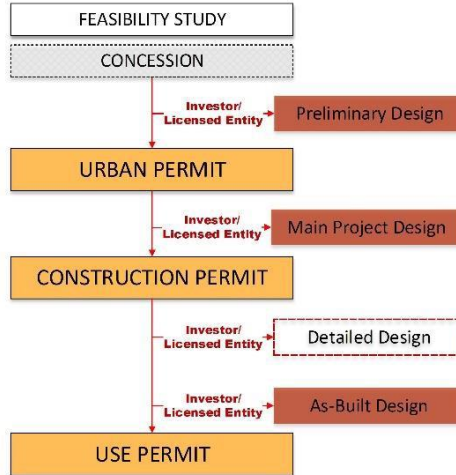 FEASIBILITY STUDY
CONCESSION
Investor/
Licensed Entity
Preliminary Design
URBAN PERMIT
Investor/
Licensed Entity
Main Project Design
CONSTRUCTION PERMIT
Investor/
Licensed Entity
Detailed Design
Investor/
Licensed Entity
As-Built Design
USE PERMIT